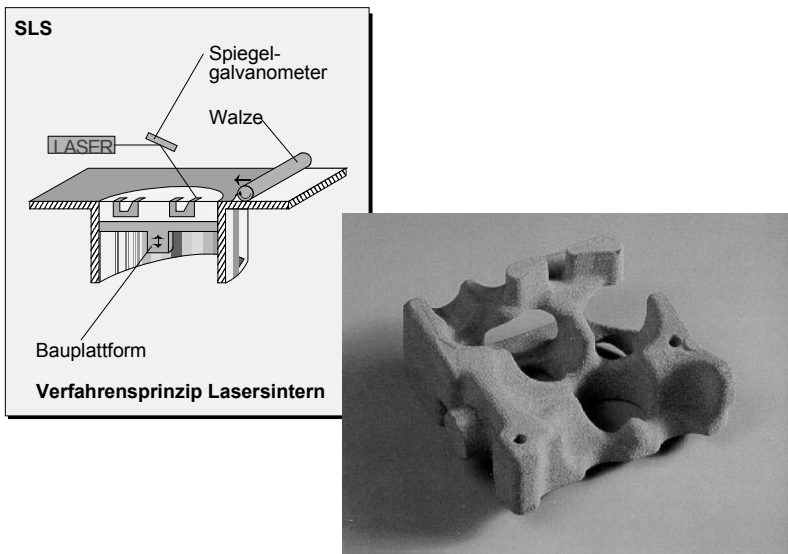 SLS
Spiegel-
galvanometer
Walze
LASER
Bauplattform
Verfahrensprinzip Lasersintern